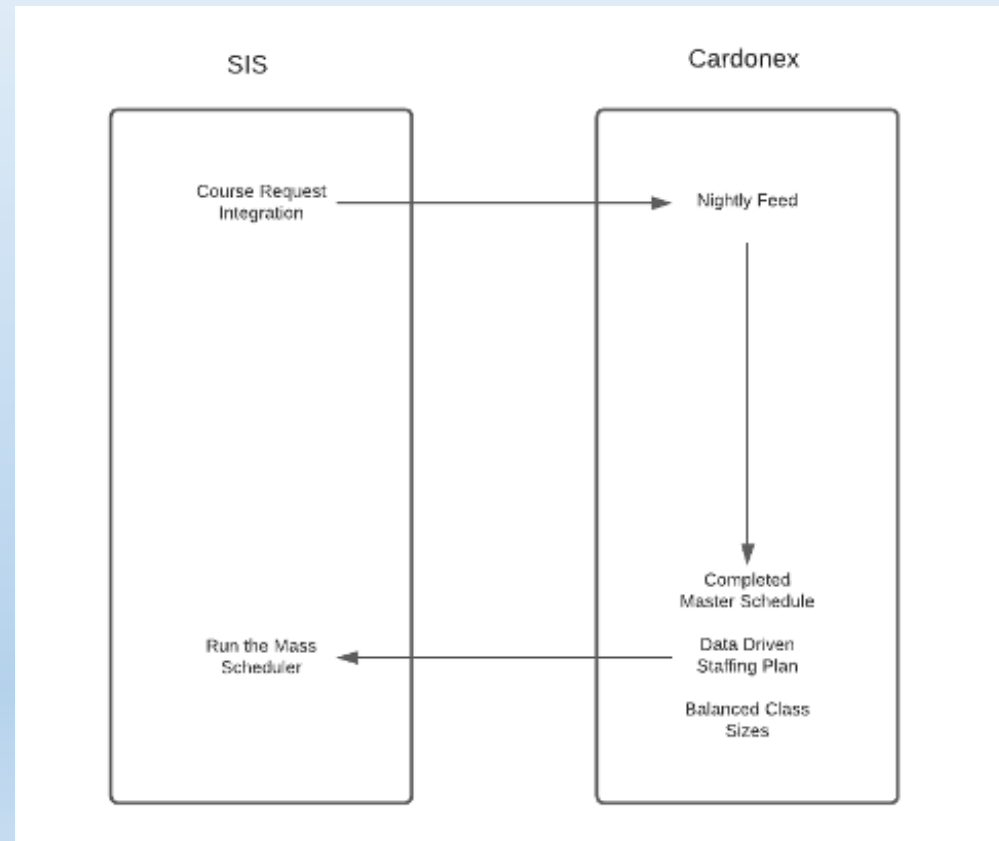 SIS
Cardonex
Course Request
Integration
Nightly Feed
Completed
Master Schedule
Run the Mass
Scheduler
Data Driven
Staffing Plan
Balanced Class
Sizes